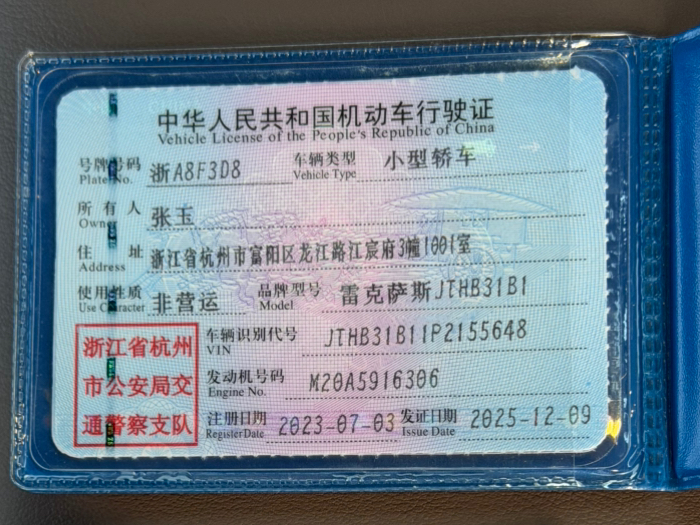 中华人民共和国机动车行驶证
Vehicle License of the People's Republic of China
号牌号码 浙A8F3D8 车辆类型 小型轿车
Plate No. Vehicle Type
所有人 张玉
Owner
住址 浙江省杭州市富阳区龙江路江宸府3幢1001室
Address
使用性质 非营运 品牌型号 雷克萨斯JTHB31B1
Use Character Model
浙江省杭州
市公安局交
通警察支队
车辆识别代号 JTHB31B11P2155648
VIN
发动机号码 M20A5916306
Engine No.
注册日期 2023-07-03 发证日期 2025-12-09
Register Date Issue Date